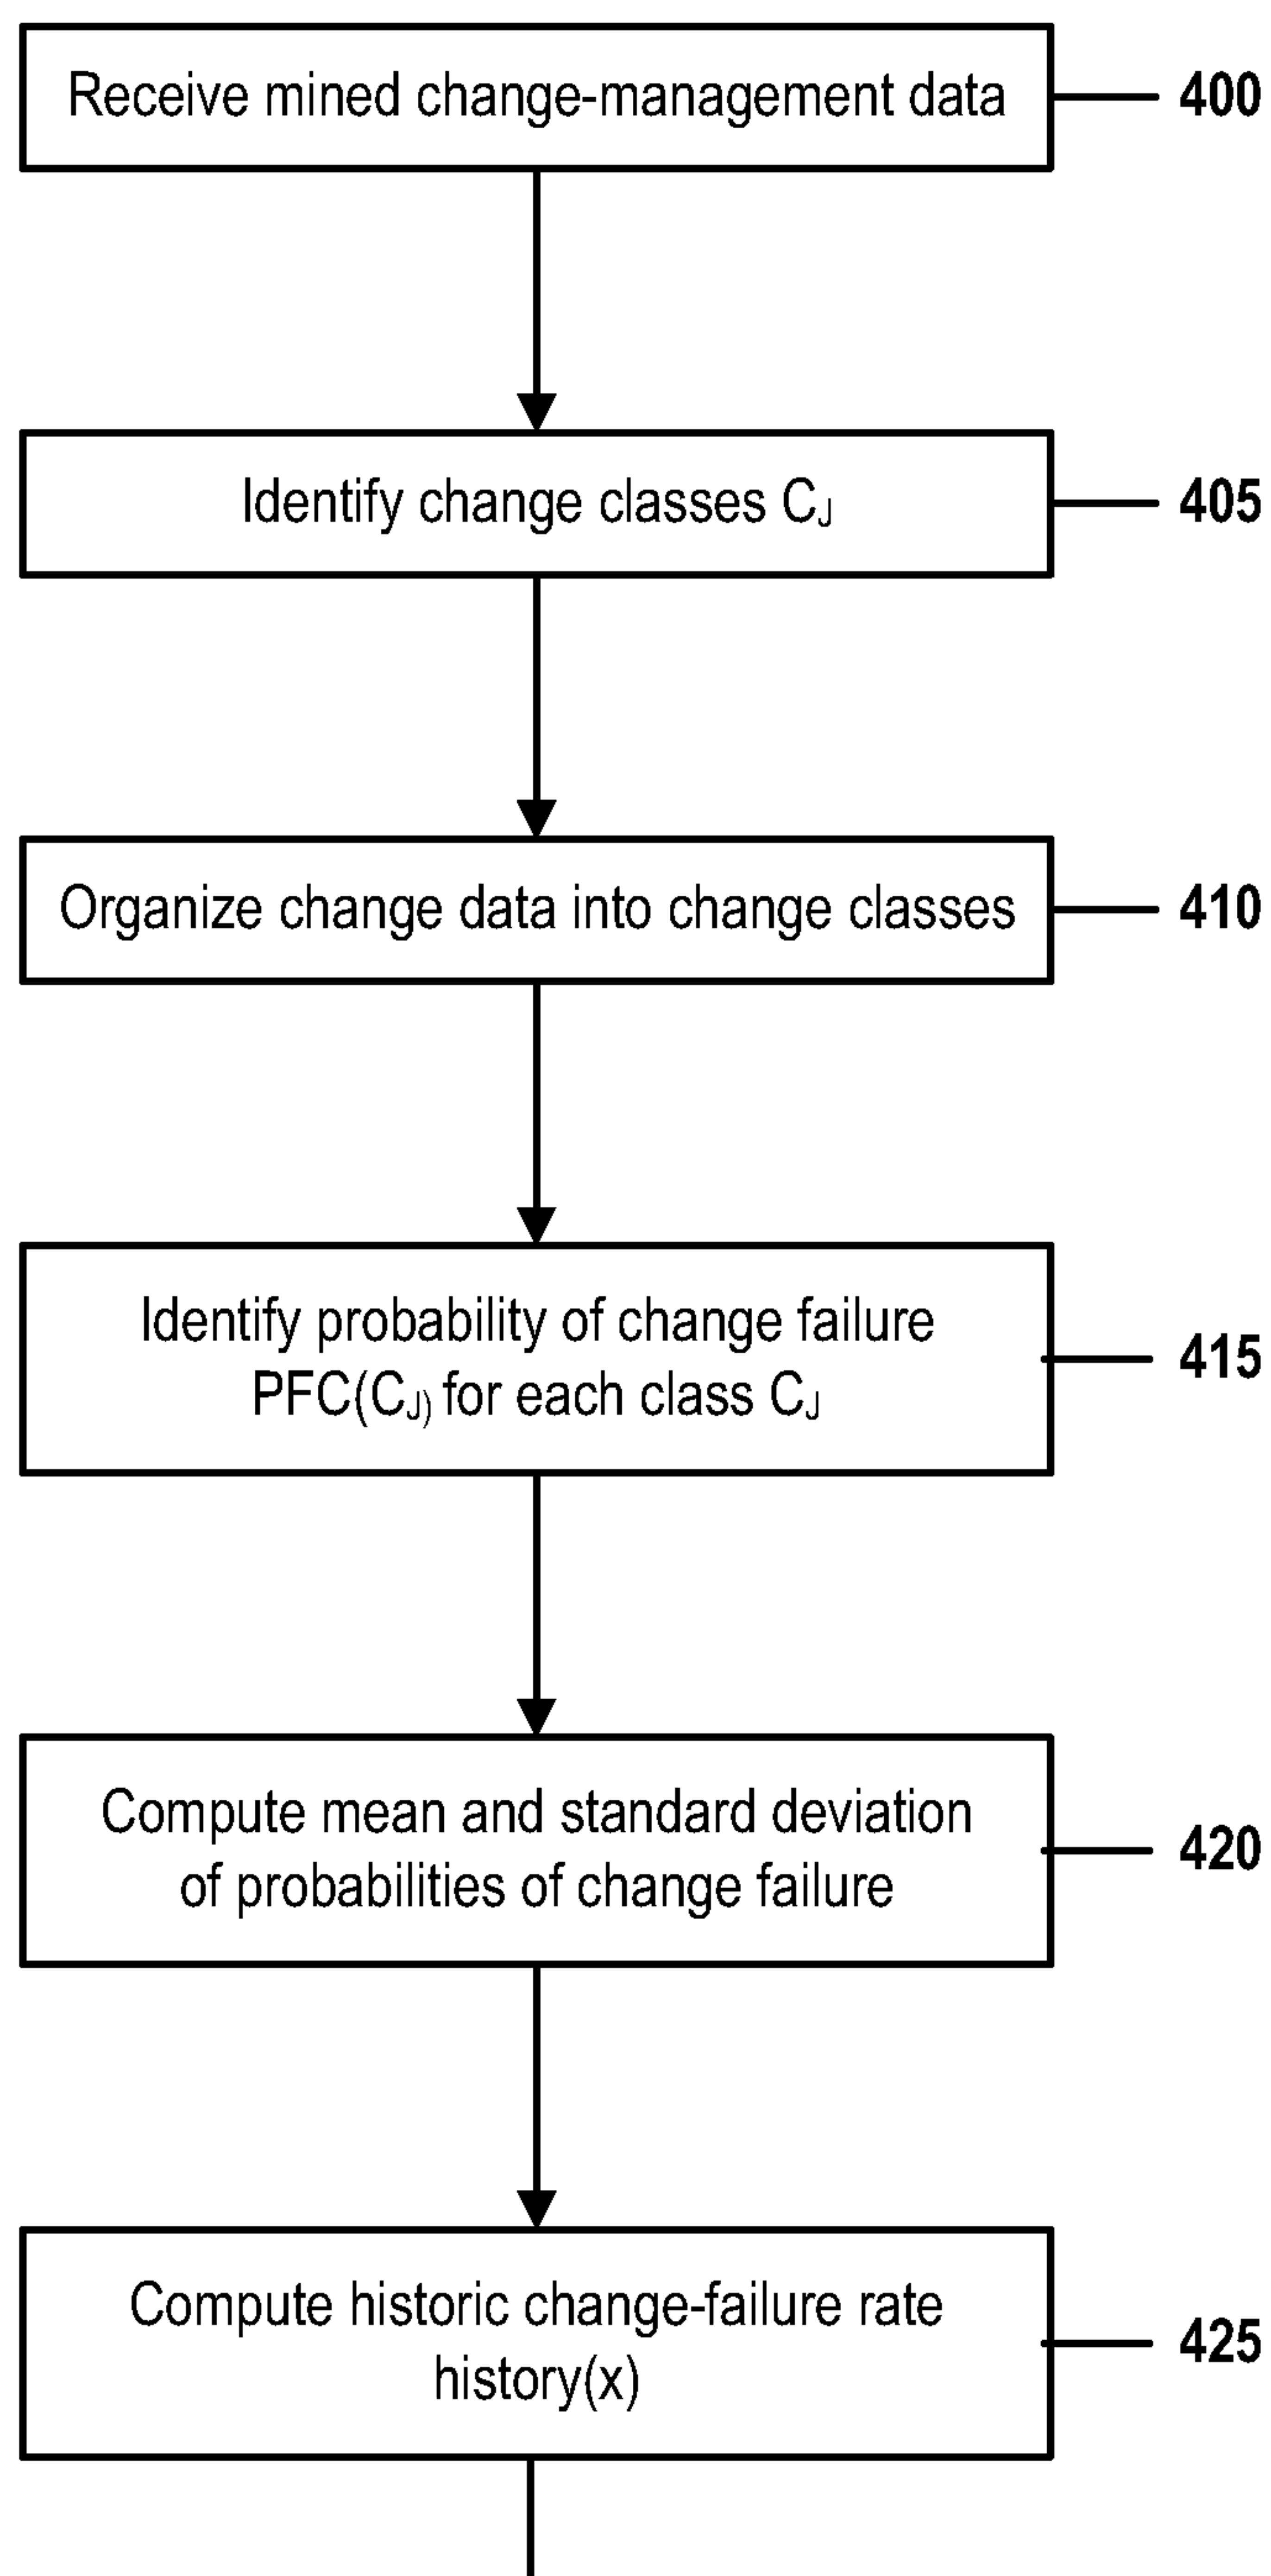 Receive mined change-management data
400
Identify change classes CJ
405
Organize change data into change classes
410
Identify probability of change failure
PFC(CJ) for each class CJ
415
Compute mean and standard deviation
of probabilities of change failure
420
Compute historic change-failure rate
history(x)
425